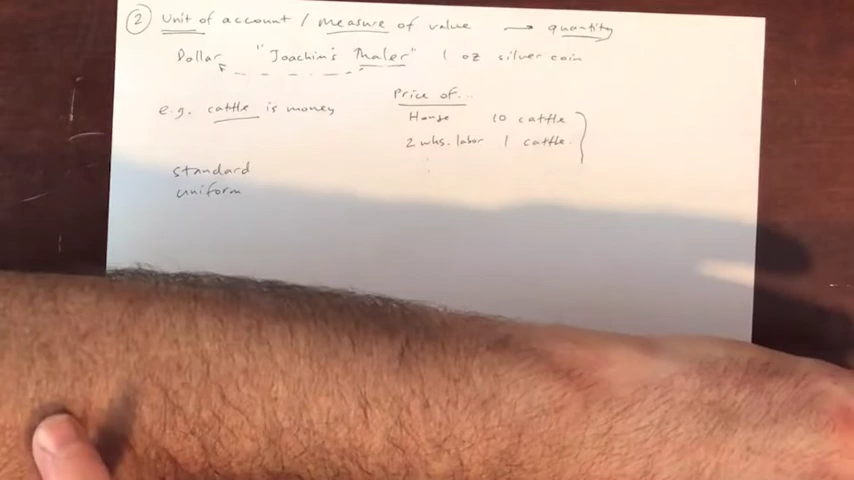 ② Unit of account / measure of value → quantity
Dollar "Joachim's Thaler" 1 oz silver coin
e.g. cattle is money
Price of...
House 10 cattle
2 wks. labor 1 cattle.
standard
uniform